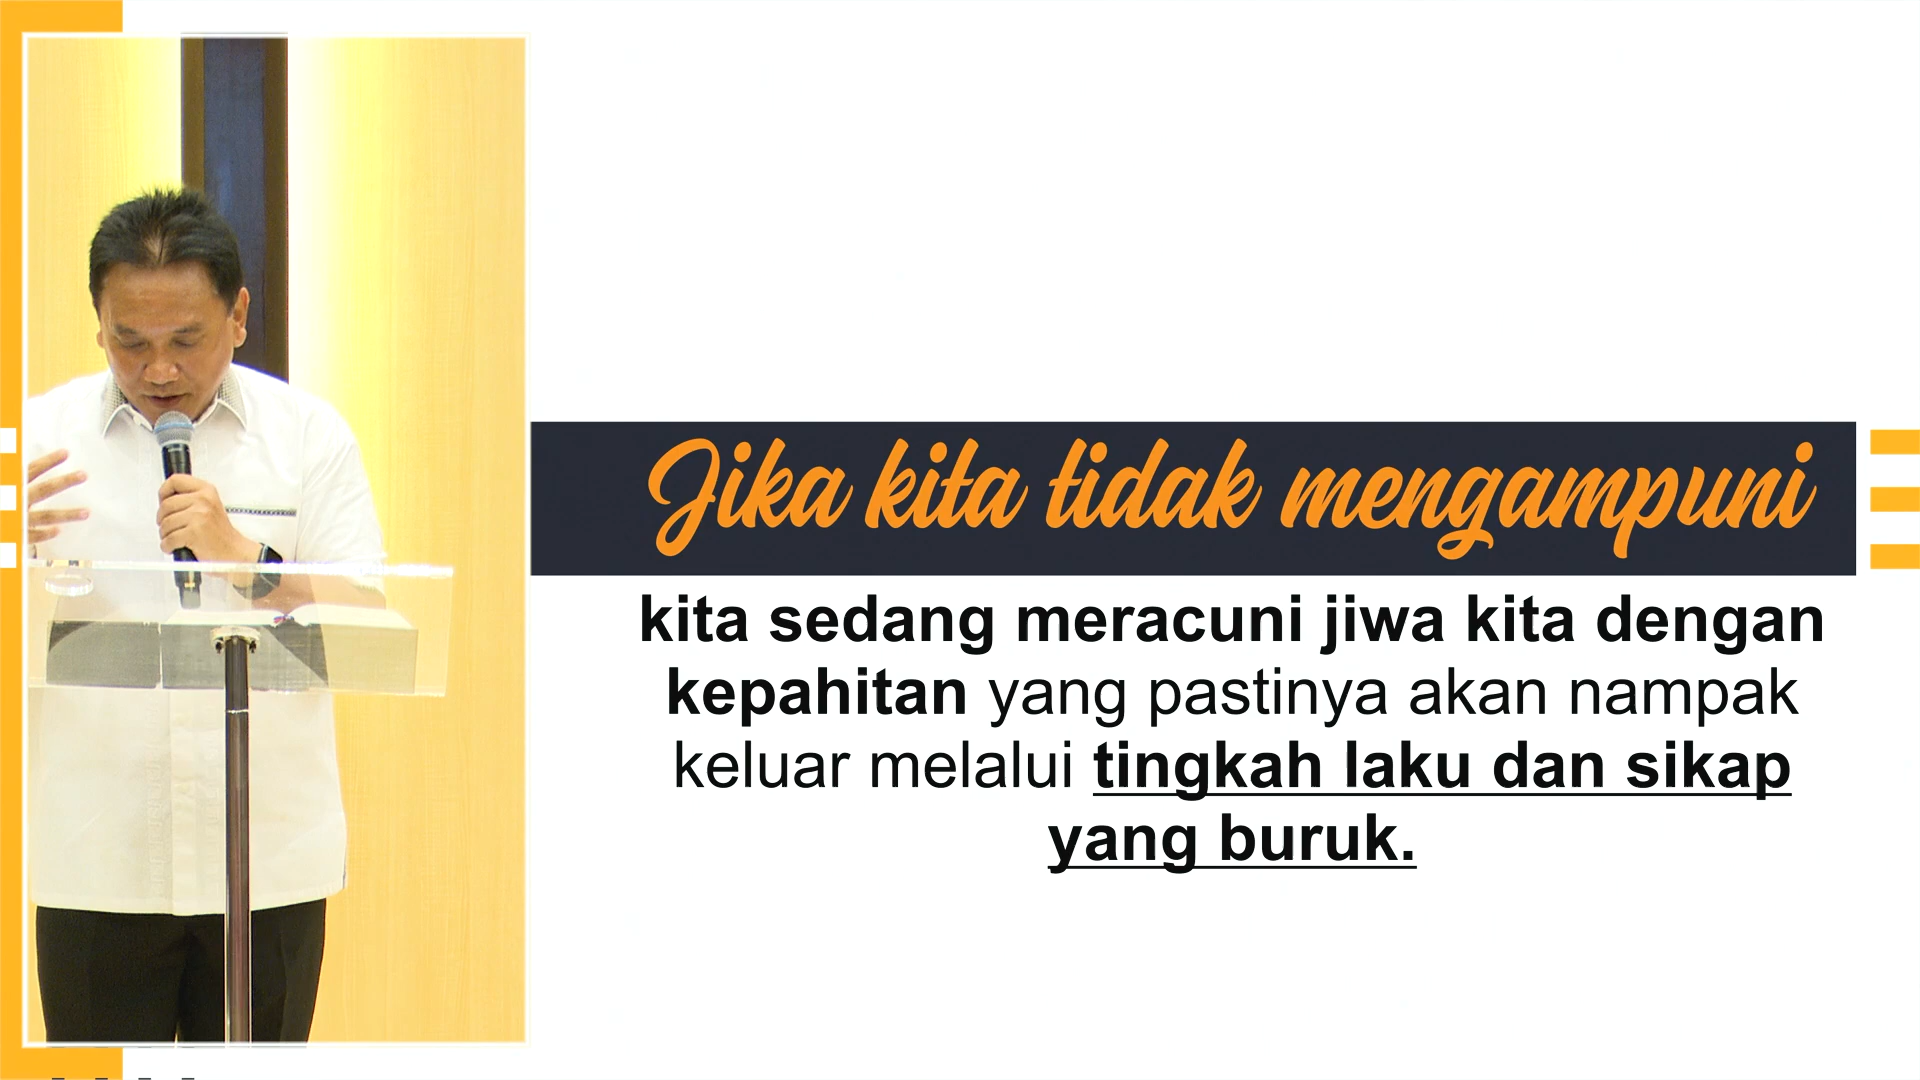 Jika kita tidak mengampuni
kita sedang meracuni jiwa kita dengan
kepahitan yang pastinya akan nampak
keluar melalui tingkah laku dan sikap
yang buruk.